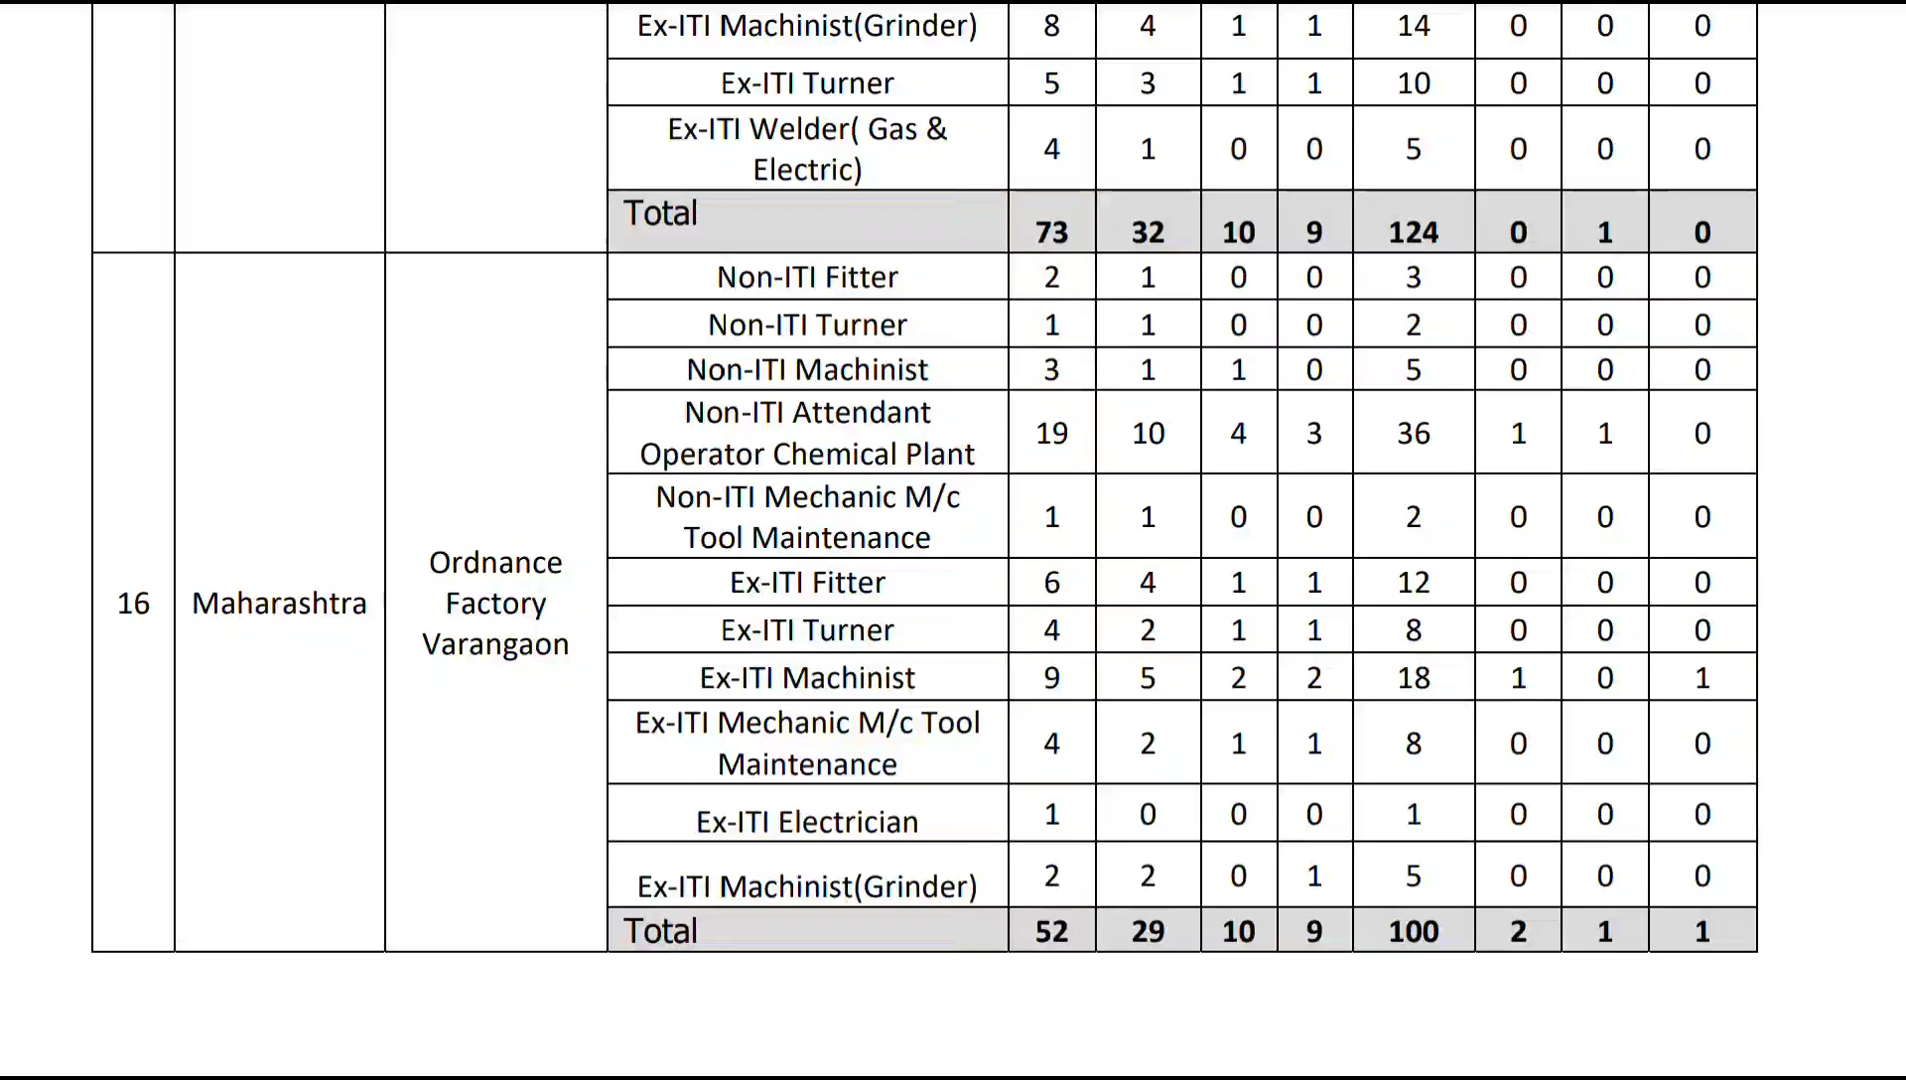 Ex-ITI Machinist(Grinder) 8 4 1 1 14 0 0 0
Ex-ITI Turner 5 3 1 1 10 0 0 0
Ex-ITI Welder( Gas &
Electric) 4 1 0 0 5 0 0 0
Total 73 32 10 9 124 0 1 0
16 Maharashtra Ordnance
Factory
Varangaon
Non-ITI Fitter 2 1 0 0 3 0 0 0
Non-ITI Turner 1 1 0 0 2 0 0 0
Non-ITI Machinist 3 1 1 0 5 0 0 0
Non-ITI Attendant
Operator Chemical Plant 19 10 4 3 36 1 1 0
Non-ITI Mechanic M/c
Tool Maintenance 1 1 0 0 2 0 0 0
Ex-ITI Fitter 6 4 1 1 12 0 0 0
Ex-ITI Turner 4 2 1 1 8 0 0 0
Ex-ITI Machinist 9 5 2 2 18 1 0 1
Ex-ITI Mechanic M/c Tool
Maintenance 4 2 1 1 8 0 0 0
Ex-ITI Electrician 1 0 0 0 1 0 0 0
Ex-ITI Machinist(Grinder) 2 2 0 1 5 0 0 0
Total 52 29 10 9 100 2 1 1